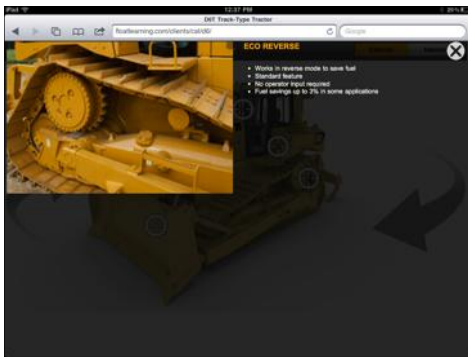 iPad
12:37 PM
D6T Track-Type Tractor
floatlearning.com/clients/cat/d6/
Google
ECO REVERSE
• Works in reverse mode to save fuel
• Standard feature
• No operator input required
• Fuel savings up to 3% in some applications